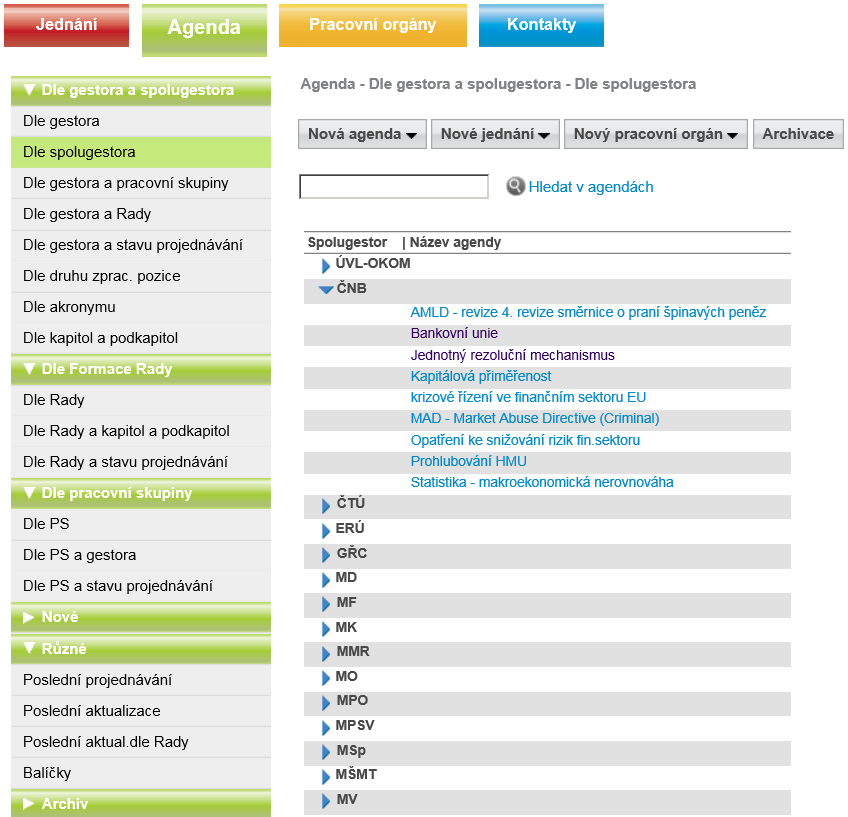 Jednání
Agenda
Pracovní orgány
Kontakty
Dle gestora a spolugestora
Dle gestora
Dle spolugestora
Dle gestora a pracovní skupiny
Dle gestora a Rady
Dle gestora a stavu projednávání
Dle druhu zprac. pozice
Dle akronymu
Dle kapitol a podkapitol
Dle Formace Rady
Dle Rady
Dle Rady a kapitol a podkapitol
Dle Rady a stavu projednávání
Dle pracovní skupiny
Dle PS
Dle PS a gestora
Dle PS a stavu projednávání
Nové
Různé
Poslední projednávání
Poslední aktualizace
Poslední aktual.dle Rady
Balíčky
Archiv
Agenda - Dle gestora a spolugestora - Dle spolugestora
Nová agenda
Nové jednání
Nový pracovní orgán
Archivace
Hledat v agendách
Spolugestor | Název agendy
ÚVL-OKOM
ČNB
AMLD - revize 4. revize směrnice o praní špinavých peněz
Bankovní unie
Jednotný rezoluční mechanismus
Kapitálová přiměřenost
krizové řízení ve finančním sektoru EU
MAD - Market Abuse Directive (Criminal)
Opatření ke snižování rizik fin.sektoru
Prohlubování HMU
Statistika - makroekonomická nerovnováha
ČTÚ
ERÚ
GŘC
MD
MF
MK
MMR
MO
MPO
MPSV
MSp
MŠMT
MV